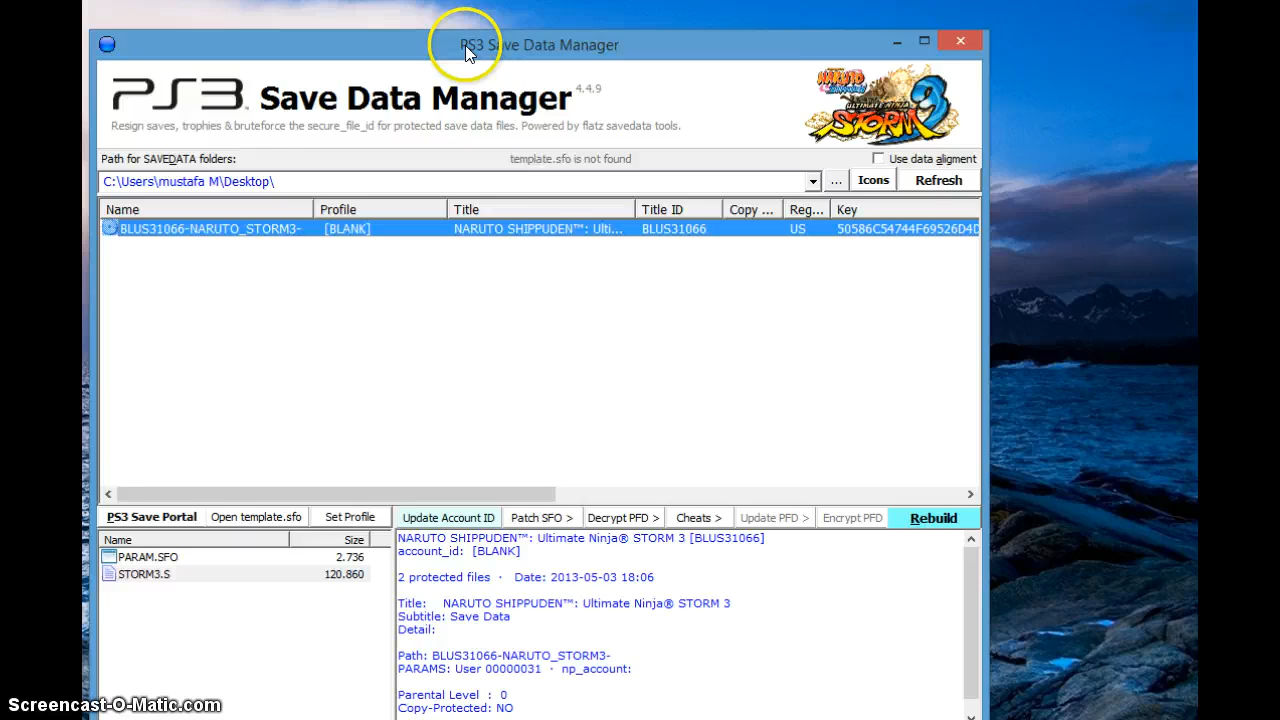 PS3 Save Data Manager
PS3 Save Data Manager 4.4.9
Resign saves, trophies & bruteforce the secure_file_id for protected save data files. Powered by flatz savedata tools.
NARUTO
ULTIMATE NINJA
STORM 3
Path for SAVEDATA folders: template.sfo is not found Use data aligment
C:\Users\mustafa M\Desktop\ ... Icons Refresh
Name Profile Title Title ID Copy ... Reg... Key
BLUS31066-NARUTO_STORM3- [BLANK] NARUTO SHIPPUDEN™: Ulti... BLUS31066 US 50586C54744F69526D4D
PS3 Save Portal Open template.sfo Set Profile Update Account ID Patch SFO > Decrypt PFD > Cheats > Update PFD > Encrypt PFD Rebuild
Name Size
PARAM.SFO 2.736
STORM3.S 120.860
NARUTO SHIPPUDEN™: Ultimate Ninja® STORM 3 [BLUS31066]
account_id: [BLANK]
2 protected files · Date: 2013-05-03 18:06
Title: NARUTO SHIPPUDEN™: Ultimate Ninja® STORM 3
Subtitle: Save Data
Detail:
Path: BLUS31066-NARUTO_STORM3-
PARAMS: User 00000031 · np_account:
Parental Level : 0
Copy-Protected: NO
Screencast-O-Matic.com